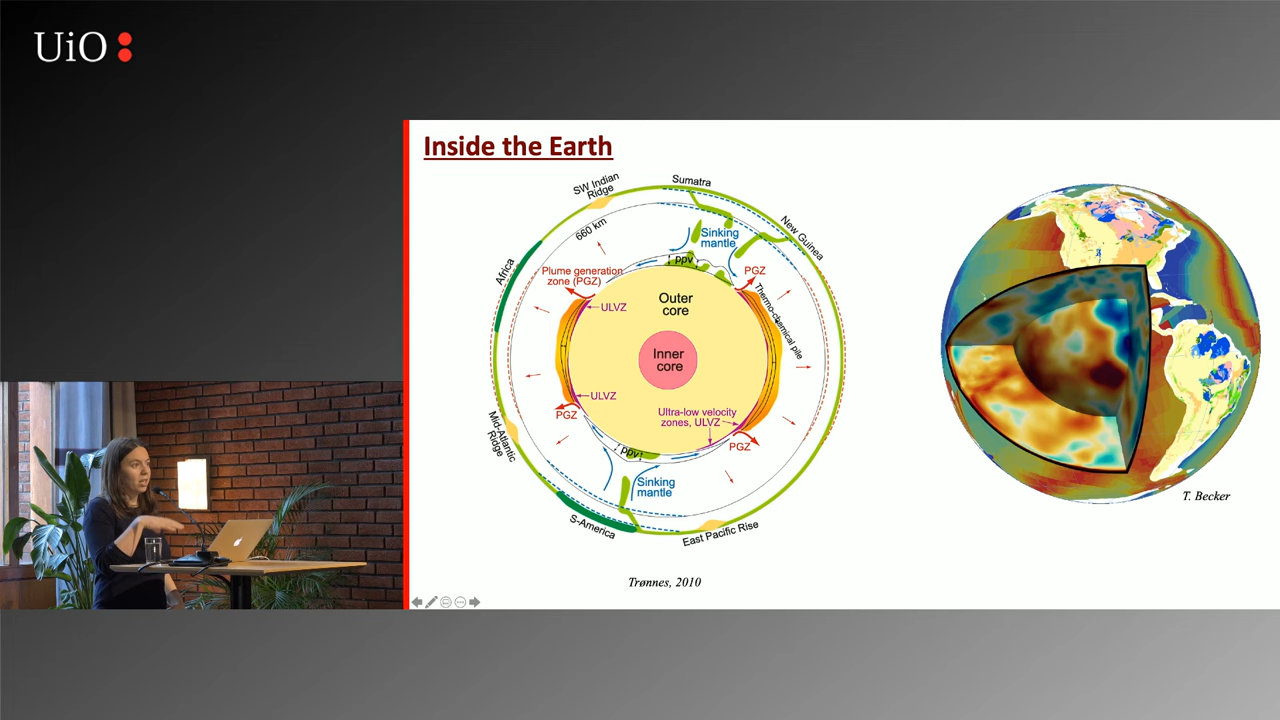 UiO
Inside the Earth
SW Indian
Ridge
Sumatra
New Guinea
660 km
Africa
Sinking
mantle
ppv
Plume generation
zone (PGZ)
PGZ
ULVZ
Outer
core
Thermochemical pile
Inner
core
ULVZ
PGZ
Ultra-low velocity
zones, ULVZ
PGZ
Mid-Atlantic
Ridge
ppv
Sinking
mantle
S-America
East Pacific Rise
T. Becker
Trønnes, 2010